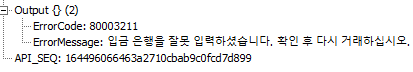 Output {} (2)
ErrorCode: 80003211
ErrorMessage: 입금 은행을 잘못 입력하셨습니다. 확인 후 다시 거래하십시오.
API_SEQ: 164496066463a2710cbab9c0fcd7d899